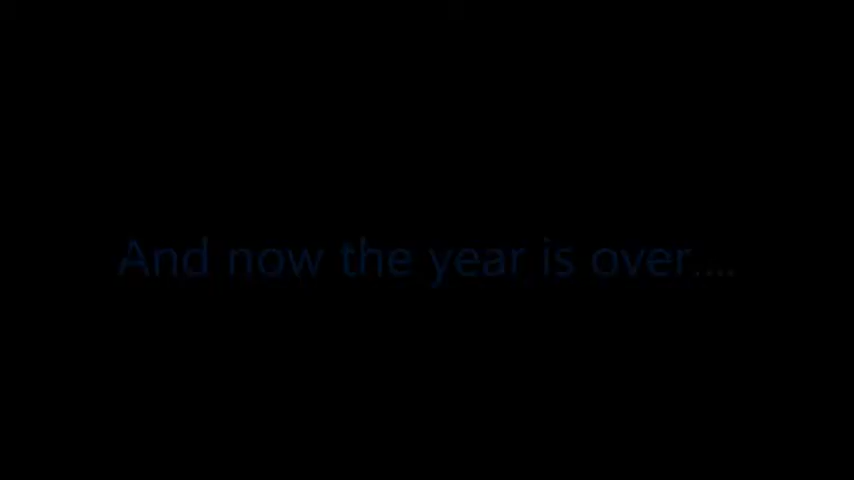 And now the year is over....